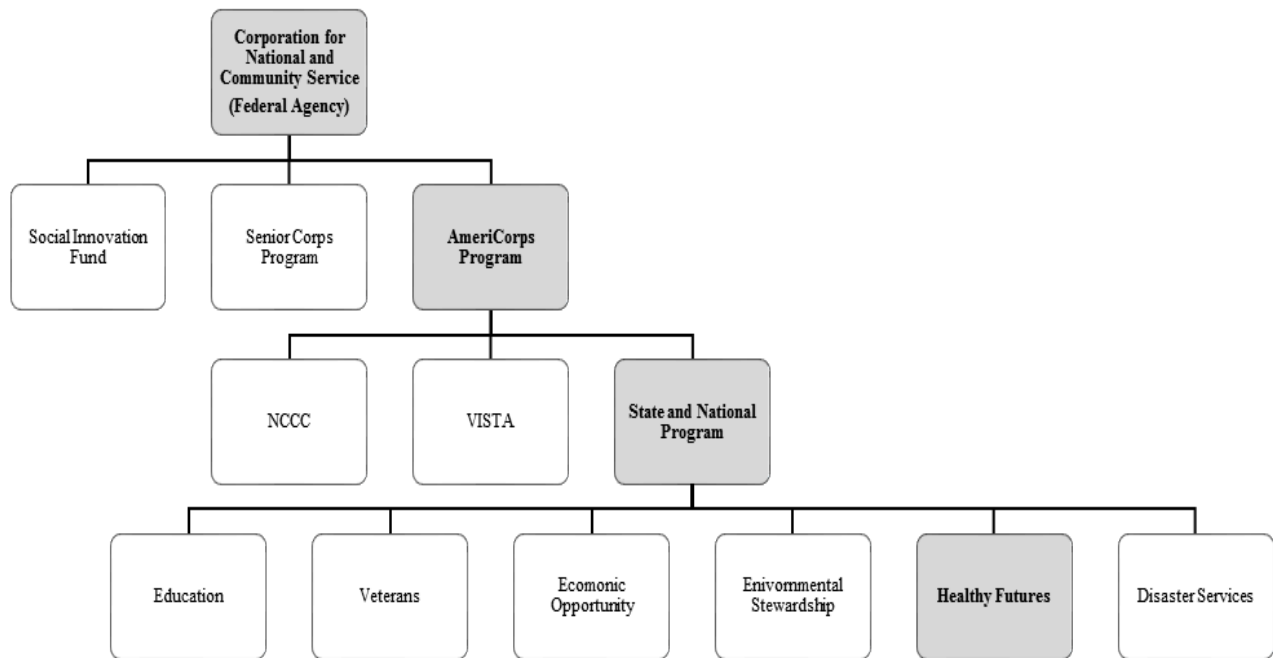 Corporation for
National and
Community Service
(Federal Agency)
Social Innovation
Fund
Senior Corps
Program
AmeriCorps
Program
NCCC
VISTA
State and National
Program
Education
Veterans
Ecomonic
Opportunity
Enivornmental
Stewardship
Healthy Futures
Disaster Services